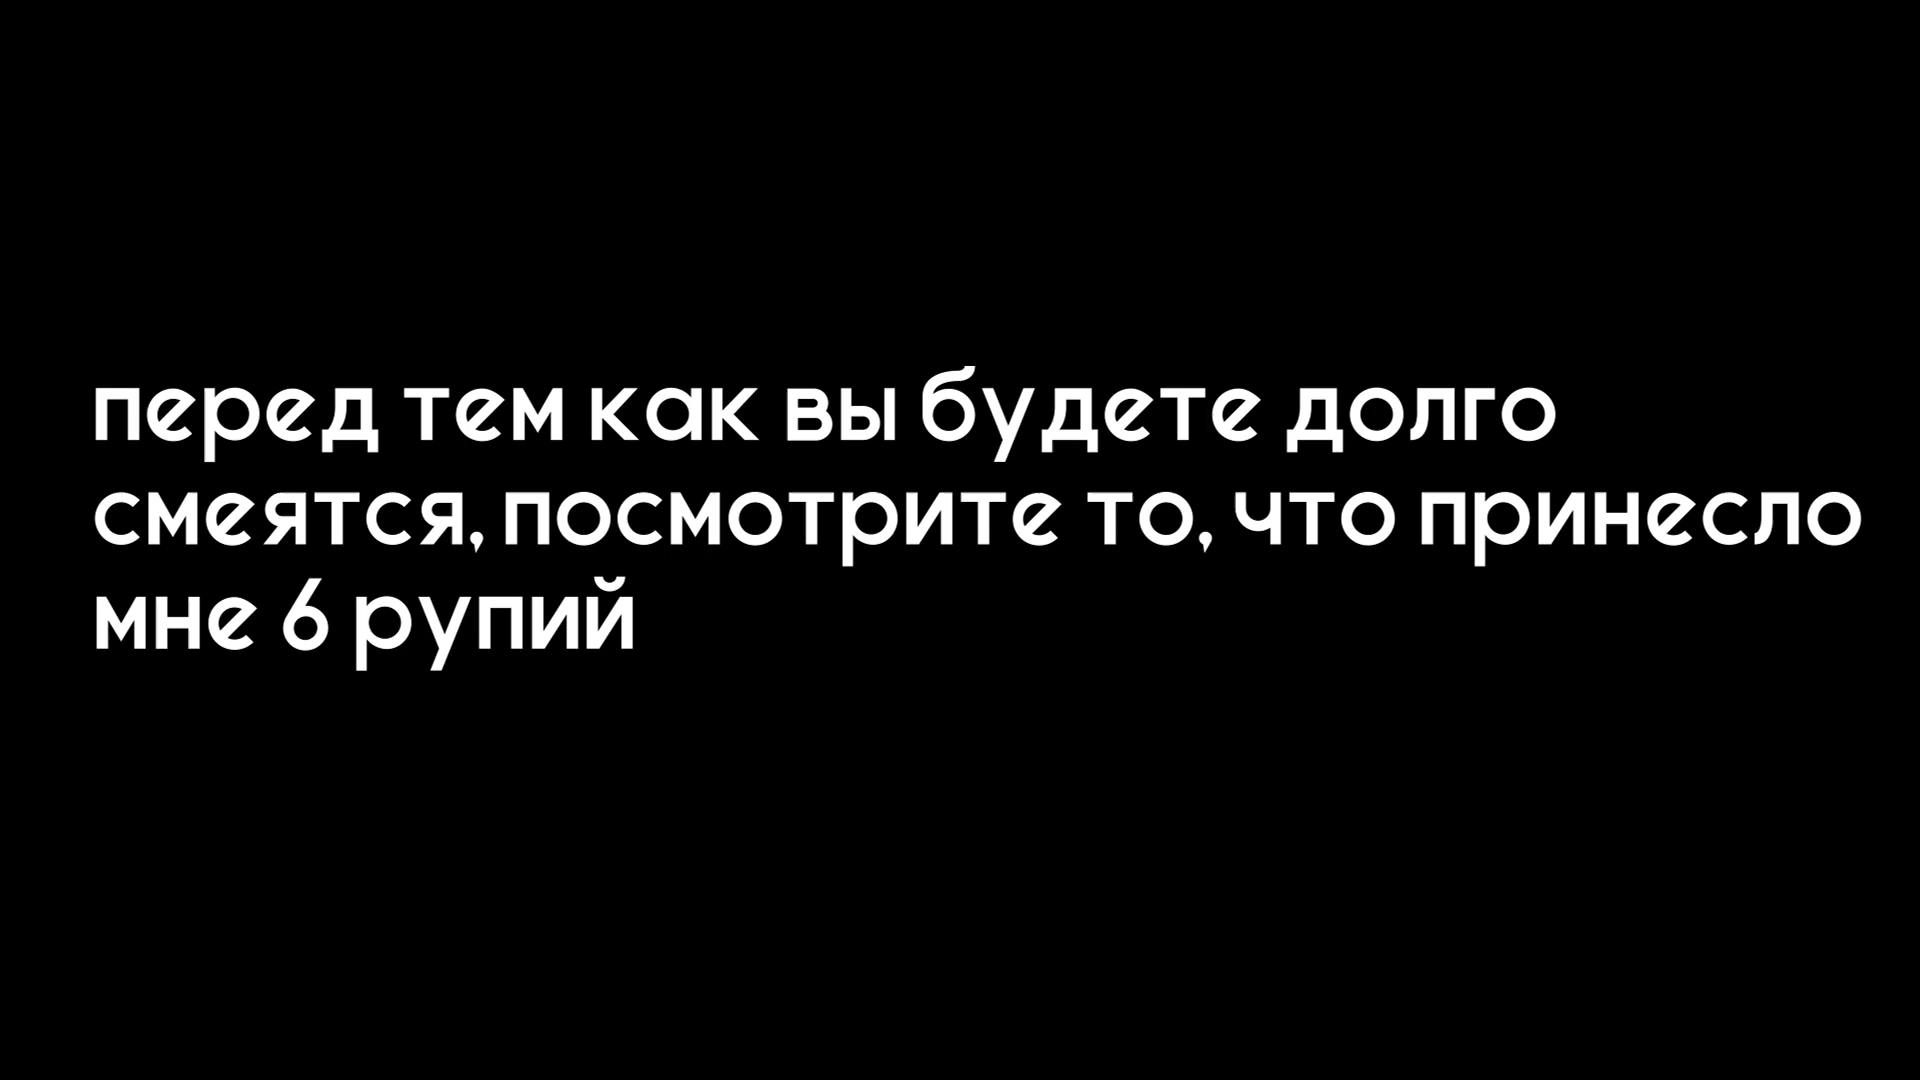 перед тем как вы будете долго
смеятся, посмотрите то, что принесло
мне 6 рупий